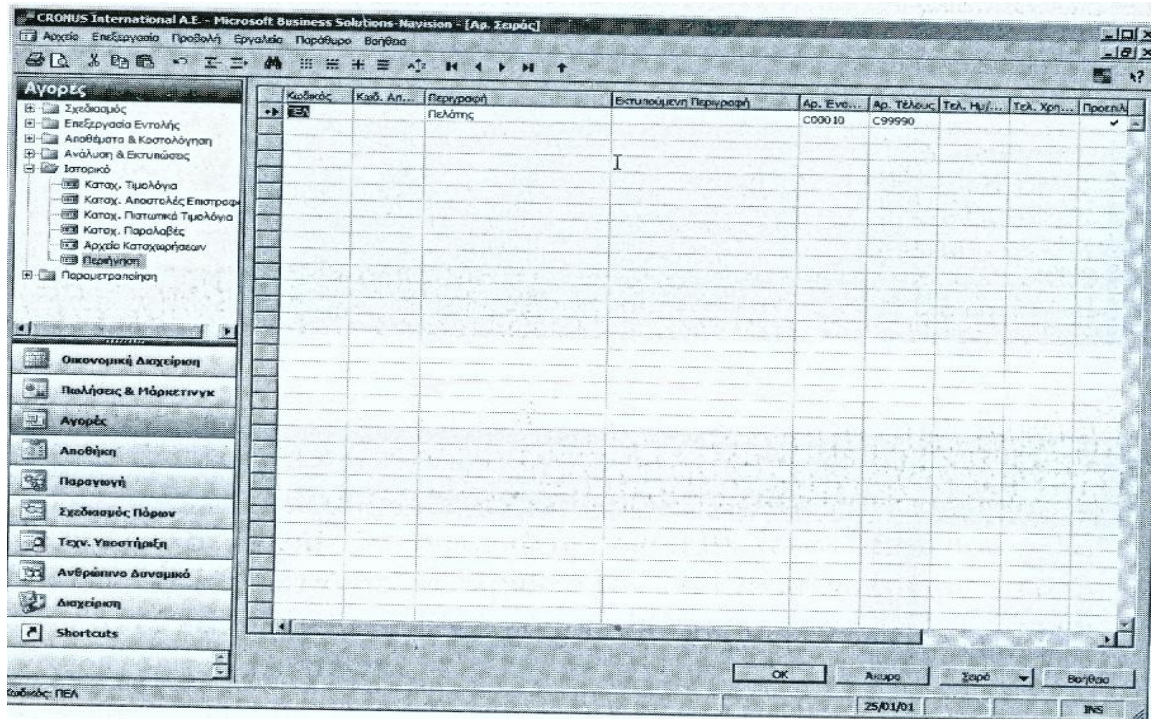 CRONUS International A.E. - Microsoft Business Solutions-Navision - [Αρ. Σειράς]
Αρχείο Επεξεργασία Προβολή Εργαλεία Παράθυρο Βοήθεια
Αγορές
Σχεδιασμός
Επεξεργασία Εντολής
Αποθέματα & Κοστολόγηση
Ανάλυση & Εκτυπώσεις
Ιστορικό
Καταχ. Τιμολόγια
Καταχ. Αποστολές Επιστροφ
Καταχ. Πιστωτικά Τιμολόγια
Καταχ. Παραλαβές
Αρχείο Καταχωρήσεων
Περιήγηση
Παραμετροποίηση
Οικονομική Διαχείριση
Πωλήσεις & Μάρκετινγκ
Αγορές
Αποθήκη
Παραγωγή
Σχεδιασμός Πόρων
Τεχν. Υποστήριξη
Ανθρώπινο Δυναμικό
Διαχείριση
Shortcuts
Κωδικός Κωδ. Απ... Περιγραφή Εκτυπούμενη Περιγραφή Αρ. Ένα... Αρ. Τέλους Τελ. Ημ/... Τελ. Χρη... Προεπιλ
ΠΕΛ Πελάτης C00010 C99990
OK Άκυρο Σειρά Βοήθεια
Κωδικός: ΠΕΛ 25/01/01 INS